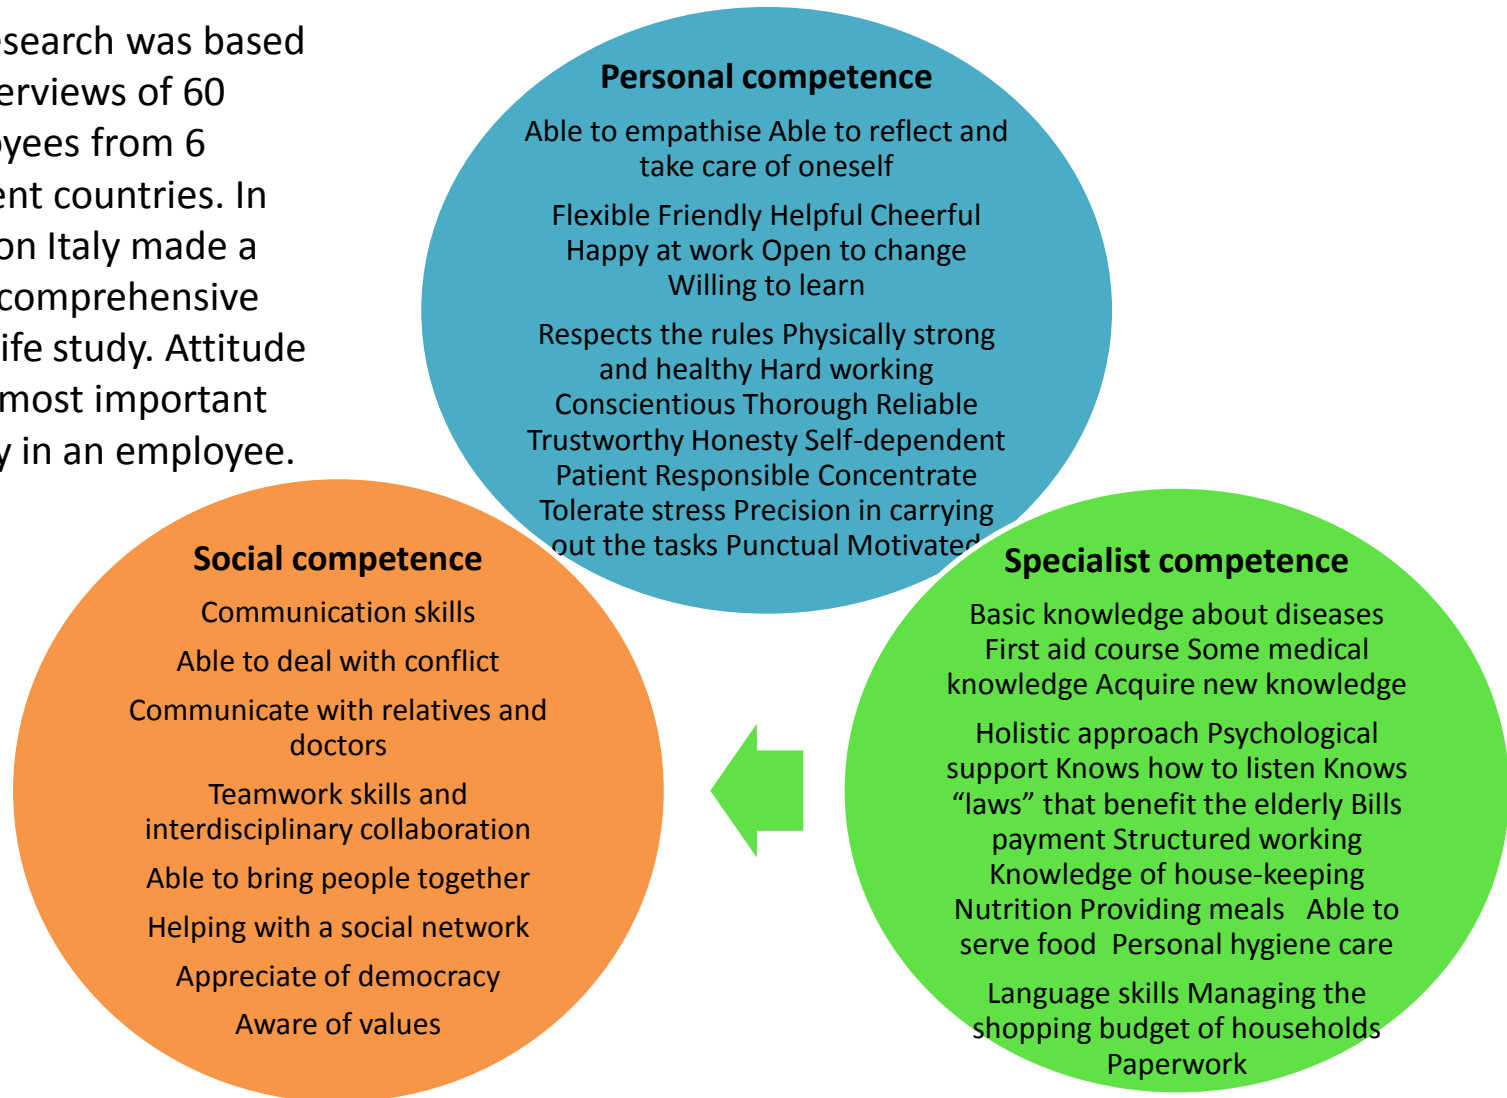 esearch was based
erviews of 60
oyees from 6
ent countries. In
on Italy made a
comprehensive
ife study. Attitude
most important
y in an employee.
Personal competence
Able to empathise Able to reflect and
take care of oneself
Flexible Friendly Helpful Cheerful
Happy at work Open to change
Willing to learn
Respects the rules Physically strong
and healthy Hard working
Conscientious Thorough Reliable
Trustworthy Honesty Self-dependent
Patient Responsible Concentrate
Tolerate stress Precision in carrying
out the tasks Punctual Motivated
Social competence
Communication skills
Able to deal with conflict
Communicate with relatives and
doctors
Teamwork skills and
interdisciplinary collaboration
Able to bring people together
Helping with a social network
Appreciate of democracy
Aware of values
Specialist competence
Basic knowledge about diseases
First aid course Some medical
knowledge Acquire new knowledge
Holistic approach Psychological
support Knows how to listen Knows
“laws” that benefit the elderly Bills
payment Structured working
Knowledge of house-keeping
Nutrition Providing meals   Able to
serve food  Personal hygiene care
Language skills Managing the
shopping budget of households
Paperwork